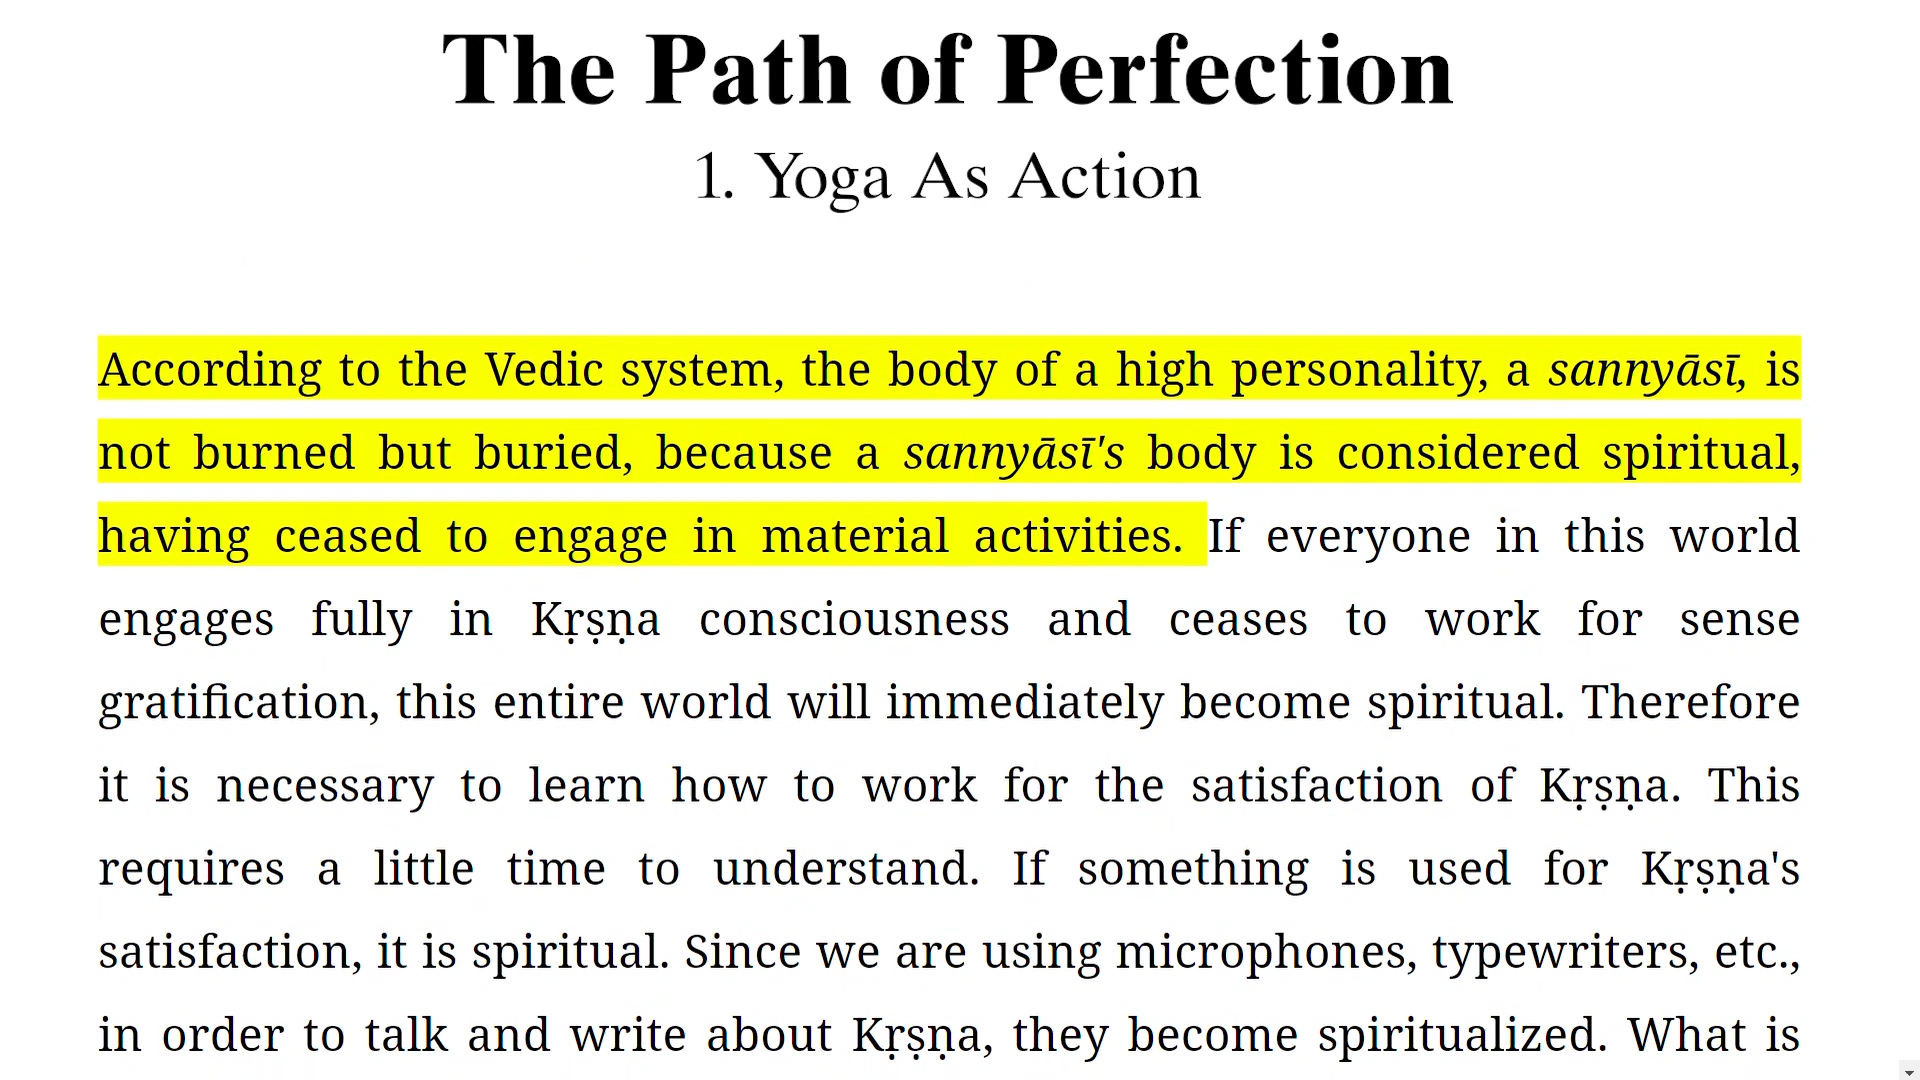 The Path of Perfection
1. Yoga As Action
According to the Vedic system, the body of a high personality, a sannyāsī, is
not burned but buried, because a sannyāsī's body is considered spiritual,
having ceased to engage in material activities. If everyone in this world
engages fully in Kṛṣṇa consciousness and ceases to work for sense
gratification, this entire world will immediately become spiritual. Therefore
it is necessary to learn how to work for the satisfaction of Kṛṣṇa. This
requires a little time to understand. If something is used for Kṛṣṇa's
satisfaction, it is spiritual. Since we are using microphones, typewriters, etc.,
in order to talk and write about Kṛṣṇa, they become spiritualized. What is